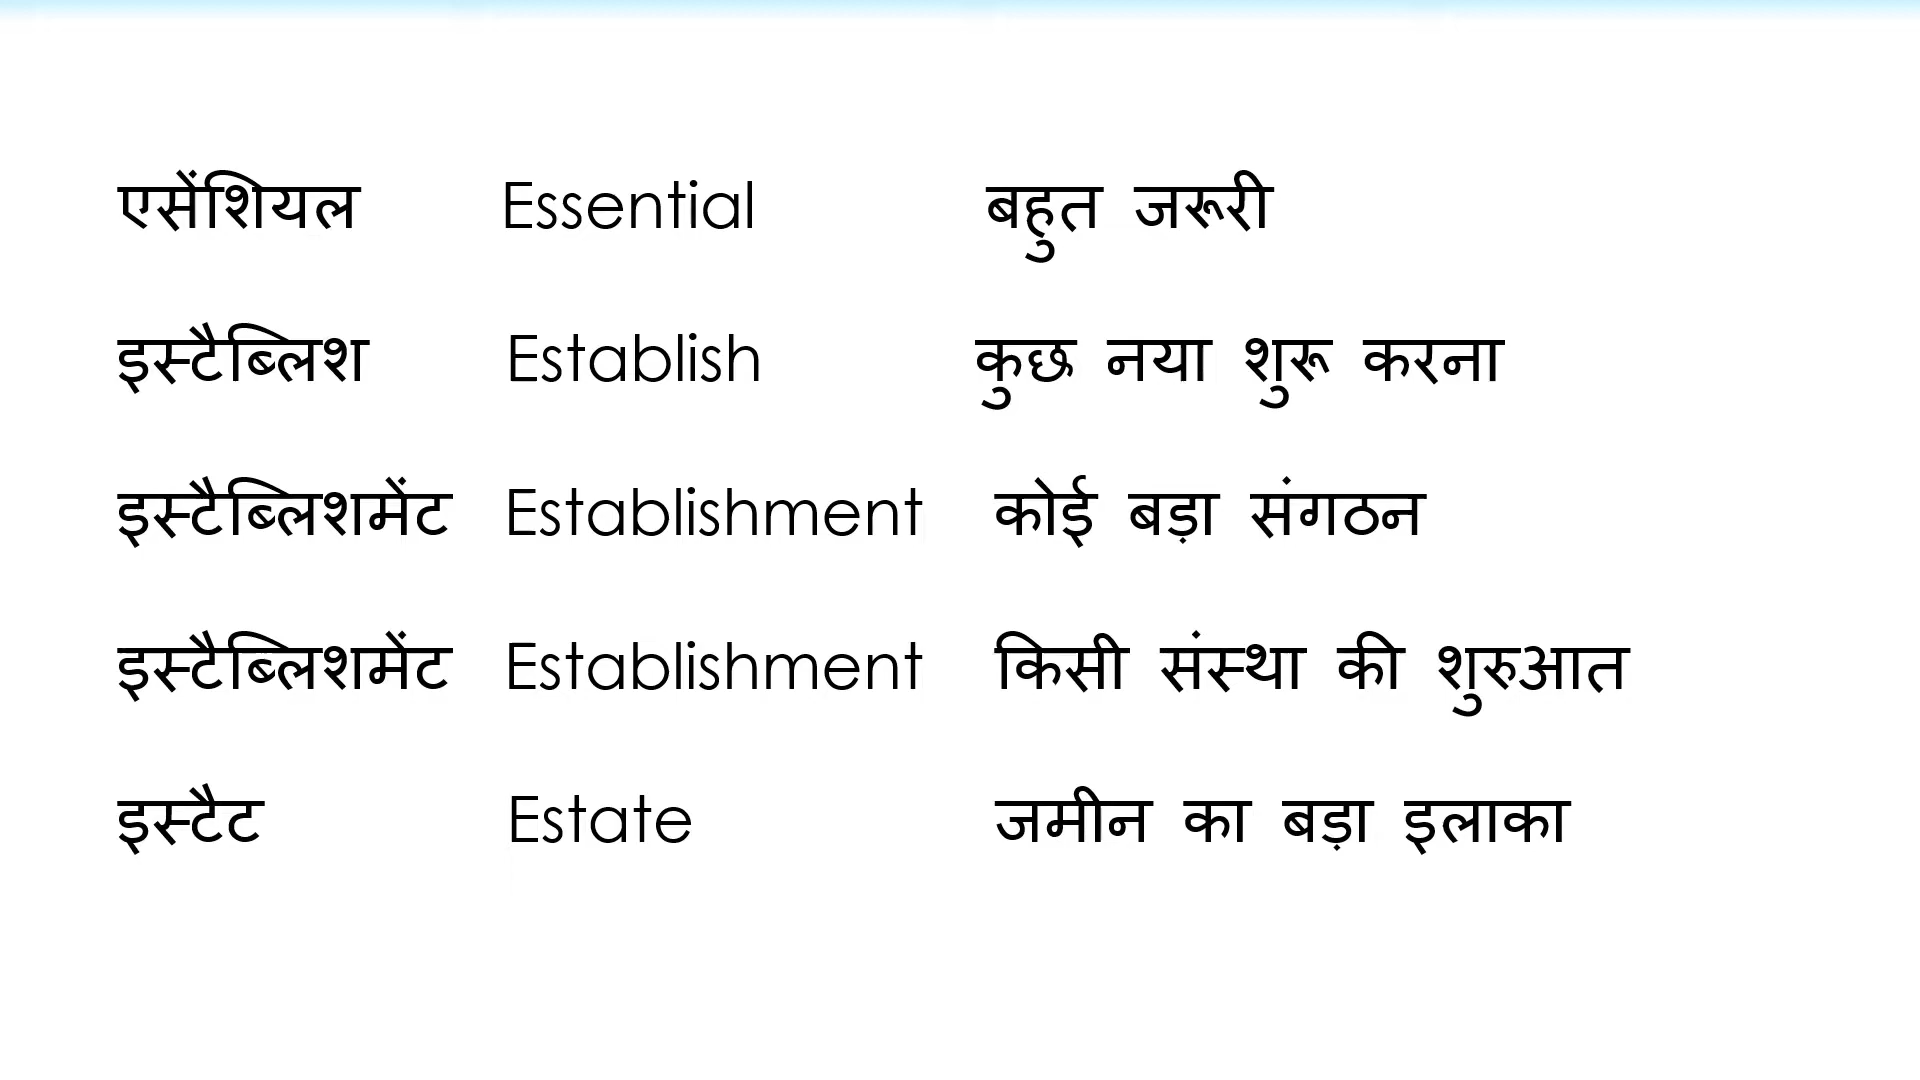 एसेंशियल Essential बहुत जरूरी
इस्टैब्लिश Establish कुछ नया शुरू करना
इस्टैब्लिशमेंट Establishment कोई बड़ा संगठन
इस्टैब्लिशमेंट Establishment किसी संस्था की शुरुआत
इस्टैट Estate जमीन का बड़ा इलाका